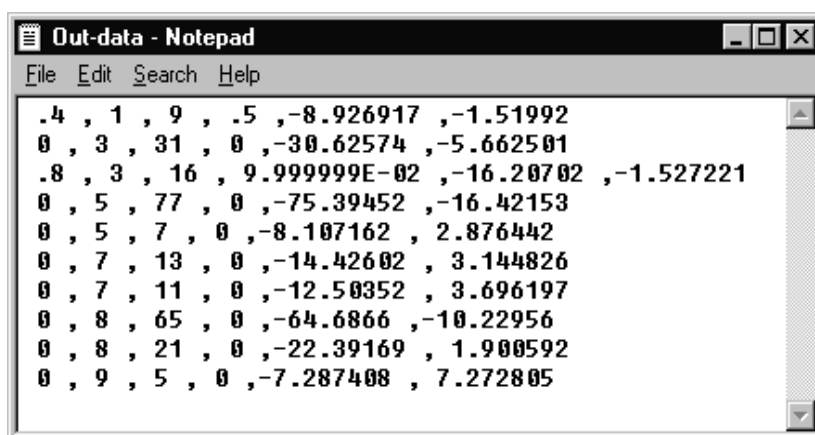 Out-data - Notepad
File Edit Search Help
.4 , 1 , 9 , .5 ,-8.926917 ,-1.51992
0 , 3 , 31 , 0 ,-30.62574 ,-5.662501
.8 , 3 , 16 , 9.999999E-02 ,-16.20702 ,-1.527221
0 , 5 , 77 , 0 ,-75.39452 ,-16.42153
0 , 5 , 7 , 0 ,-8.107162 , 2.876442
0 , 7 , 13 , 0 ,-14.42602 , 3.144826
0 , 7 , 11 , 0 ,-12.50352 , 3.696197
0 , 8 , 65 , 0 ,-64.6866 ,-10.22956
0 , 8 , 21 , 0 ,-22.39169 , 1.900592
0 , 9 , 5 , 0 ,-7.287408 , 7.272805